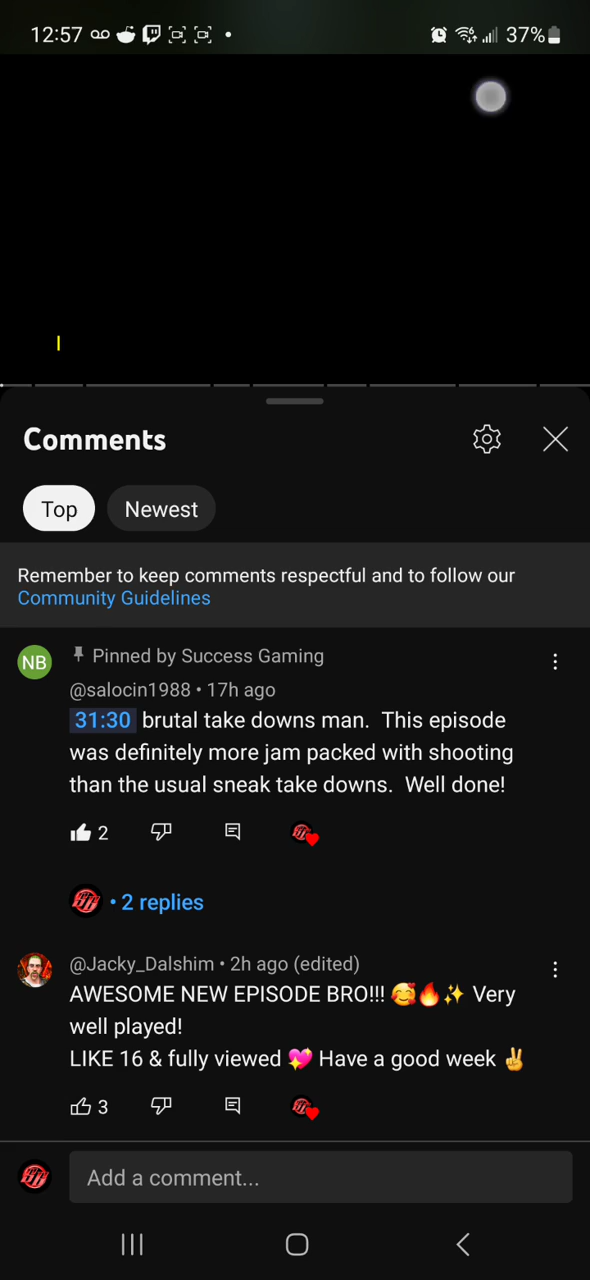 12:57
37%
Comments
Top
Newest
Remember to keep comments respectful and to follow our
Community Guidelines
NB
Pinned by Success Gaming
@salocin1988 • 17h ago
31:30 brutal take downs man.  This episode
was definitely more jam packed with shooting
than the usual sneak take downs.  Well done!
2
• 2 replies
@Jacky_Dalshim • 2h ago (edited)
AWESOME NEW EPISODE BRO!!! 🥰🔥✨ Very
well played!
LIKE 16 & fully viewed 💖 Have a good week ✌️
3
Add a comment...